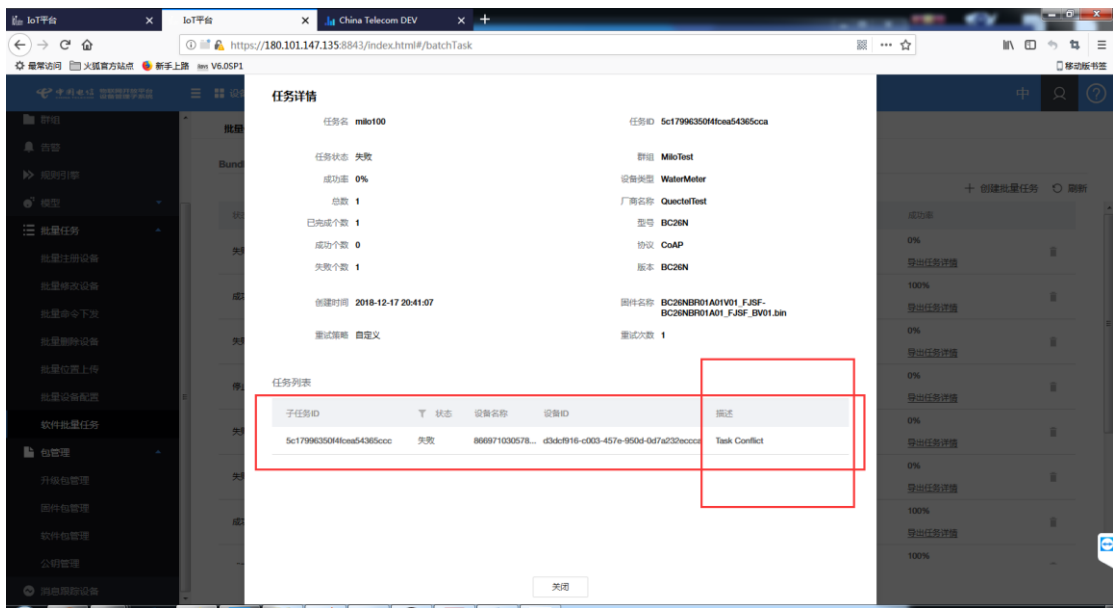 IoT平台
IoT平台
China Telecom DEV
https://180.101.147.135:8843/index.html#/batchTask
最常访问 火狐官方站点 新手上路 V6.0SP1 移动版书签
中国电信
中
任务详情
任务名 milo100 任务ID 5c17996350f4fcea54365cca
任务状态 失败 群组 MiloTest
成功率 0% 设备类型 WaterMeter
总数 1 厂商名称 QuectelTest
已完成个数 1 型号 BC26N
成功个数 0 协议 CoAP
失败个数 1 版本 BC26N
创建时间 2018-12-17 20:41:07 固件名称 BC26NBR01A01V01_FJSF-
BC26NBR01A01_FJSF_BV01.bin
重试策略 自定义 重试次数 1
任务列表
子任务ID 状态 设备名称 设备ID 描述
5c17996350f4fcea54365ccc 失败 866971030578... d3dcf916-c003-457e-950d-0d7a232eccca Task Conflict
关闭
群组
告警
规则引擎
模型
批量任务
批量注册设备
批量修改设备
批量命令下发
批量删除设备
批量位置上传
批量设备配置
软件批量任务
包管理
升级包管理
固件包管理
软件包管理
公钥管理
消息跟踪设备
批量
Bund
创建批量任务 刷新
成功率
0%
导出任务详情
100%
导出任务详情
0%
导出任务详情
0%
导出任务详情
0%
导出任务详情
0%
导出任务详情
100%
导出任务详情
100%